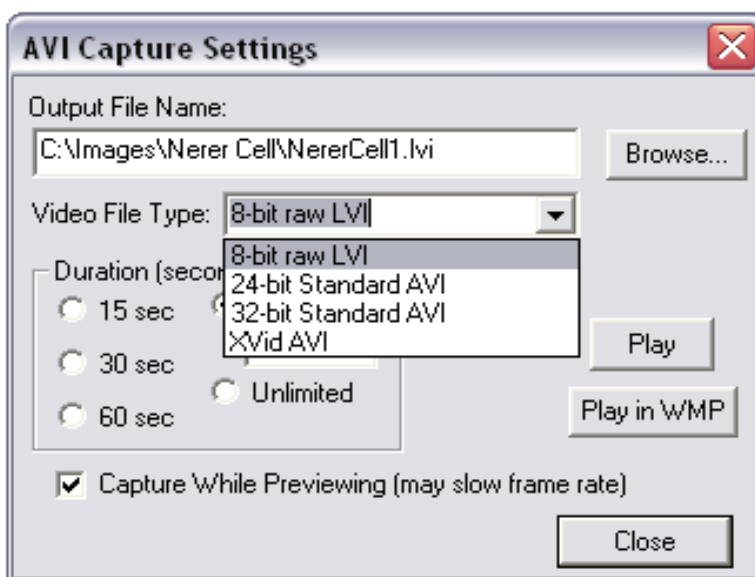 AVI Capture Settings
Output File Name:
C:\Images\Nerer Cell\NererCell1.lvi
Browse...
Video File Type: 8-bit raw LVI
8-bit raw LVI
24-bit Standard AVI
32-bit Standard AVI
XVid AVI
Duration
15 sec
30 sec
Unlimited
60 sec
Play
Play in WMP
Capture While Previewing (may slow frame rate)
Close